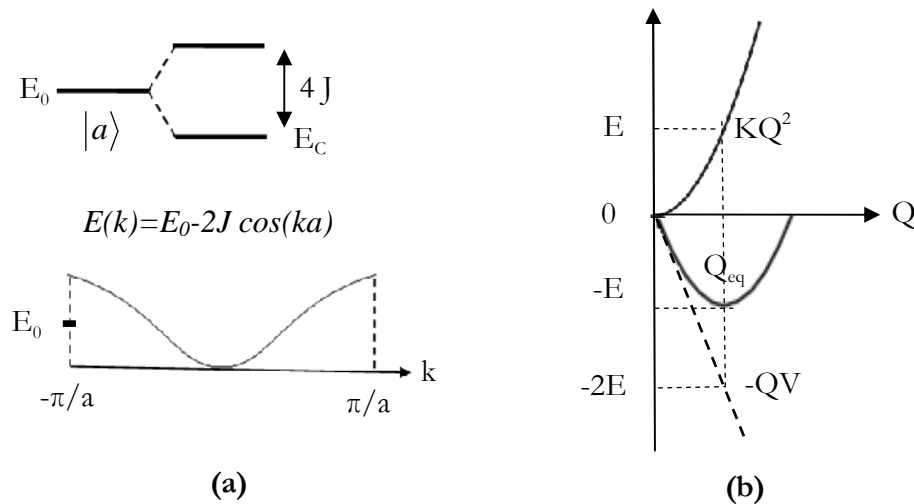 E₀
|a⟩
4 J
E_C
E(k)=E₀-2J cos(ka)
E₀
k
-π/a
π/a
(a)
E
KQ²
0
Q
Q_eq
-E
-2E
-QV
(b)